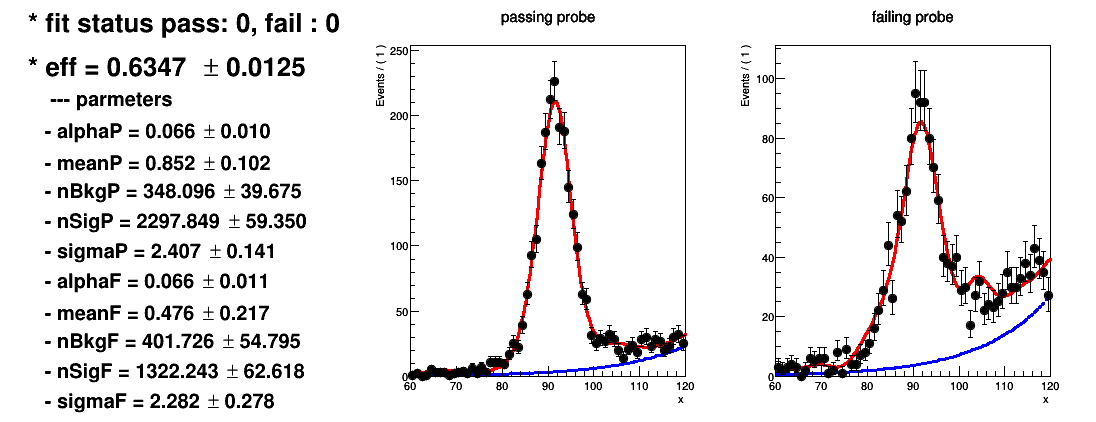 * fit status pass: 0, fail : 0
* eff = 0.6347 ± 0.0125
--- parmeters
- alphaP = 0.066 ± 0.010
- meanP = 0.852 ± 0.102
- nBkgP = 348.096 ± 39.675
- nSigP = 2297.849 ± 59.350
- sigmaP = 2.407 ± 0.141
- alphaF = 0.066 ± 0.011
- meanF = 0.476 ± 0.217
- nBkgF = 401.726 ± 54.795
- nSigF = 1322.243 ± 62.618
- sigmaF = 2.282 ± 0.278
passing probe
Events / ( 1 )
250
200
150
100
50
0
60 70 80 90 100 110 120
x
failing probe
Events / ( 1 )
100
80
60
40
20
0
60 70 80 90 100 110 120
x